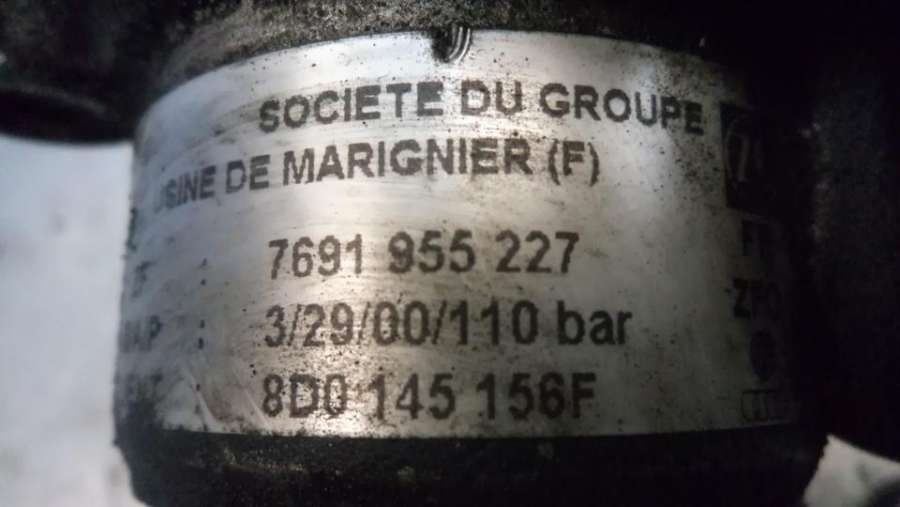 SOCIETE DU GROUPE
USINE DE MARIGNIER (F)
: 7691 955 227
: 3/29/00/110 bar
8D0 145 156F